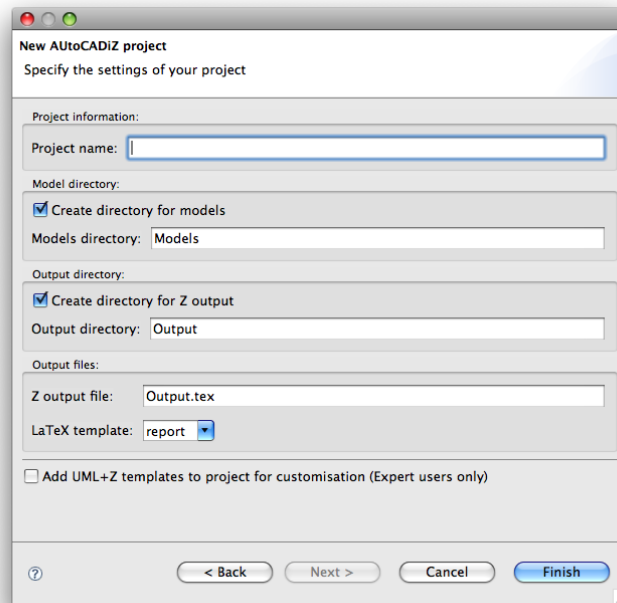 New AUtoCADiZ project
Specify the settings of your project
Project information:
Project name:
Model directory:
Create directory for models
Models directory: Models
Output directory:
Create directory for Z output
Output directory: Output
Output files:
Z output file: Output.tex
LaTeX template: report
Add UML+Z templates to project for customisation (Expert users only)
? < Back Next > Cancel Finish